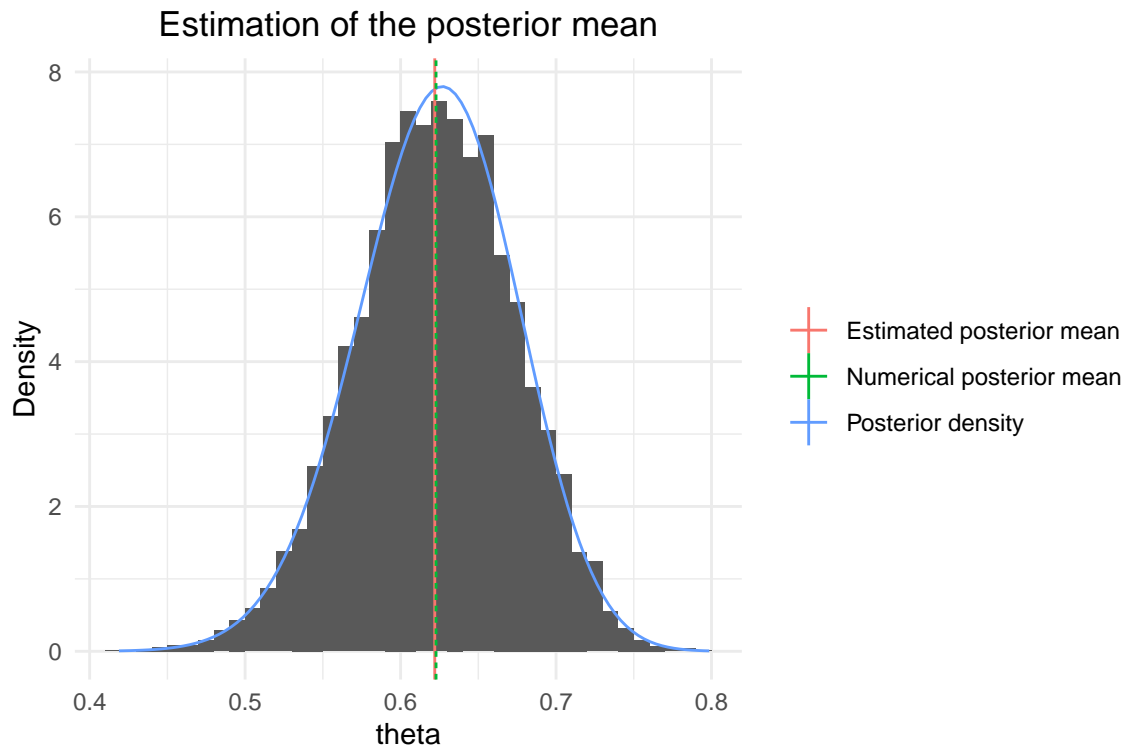 Estimation of the posterior mean
8
6
4
2
0
Density
0.4 0.5 0.6 0.7 0.8
theta
Estimated posterior mean
Numerical posterior mean
Posterior density